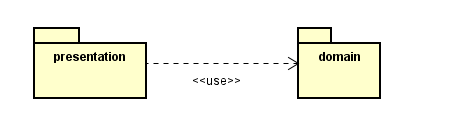 presentation
domain
<<use>>